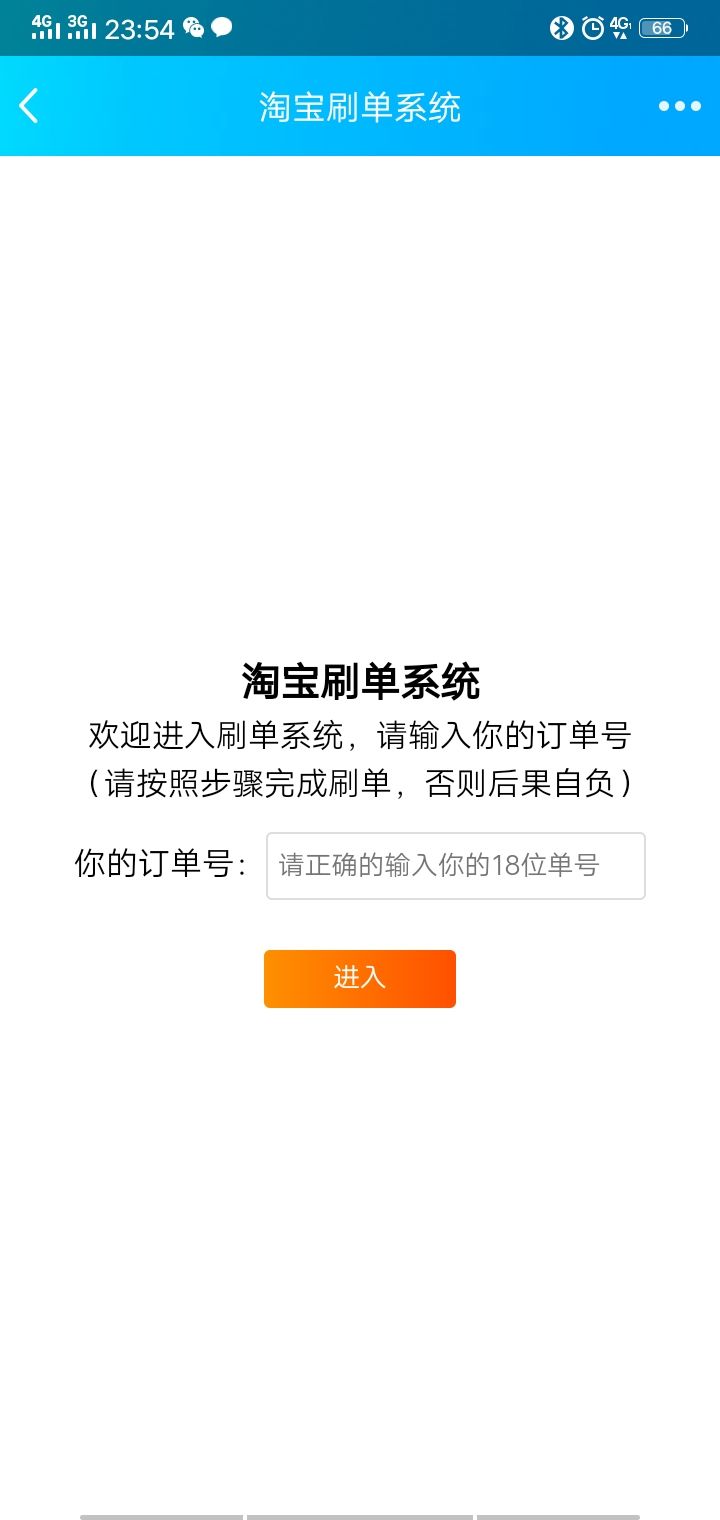 4G 3G 23:54 4G 66
淘宝刷单系统
淘宝刷单系统
欢迎进入刷单系统，请输入你的订单号
（请按照步骤完成刷单，否则后果自负）
你的订单号： 请正确的输入你的18位单号
进入